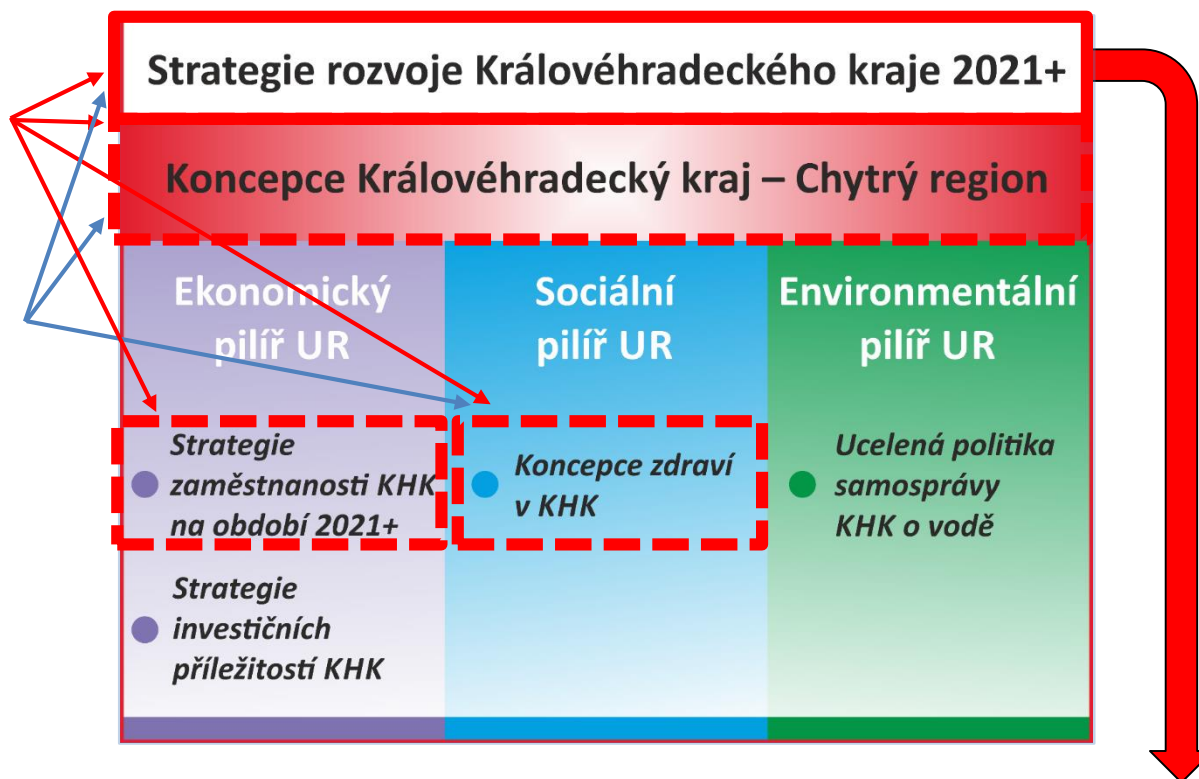 Strategie rozvoje Královéhradeckého kraje 2021+
Koncepce Královéhradecký kraj – Chytrý region
Ekonomický
pilíř UR
Strategie
zaměstnanosti KHK
na období 2021+
Strategie
investičních
příležitostí KHK
Sociální
pilíř UR
Koncepce zdraví
v KHK
Environmentální
pilíř UR
Ucelená politika
samosprávy
KHK o vodě